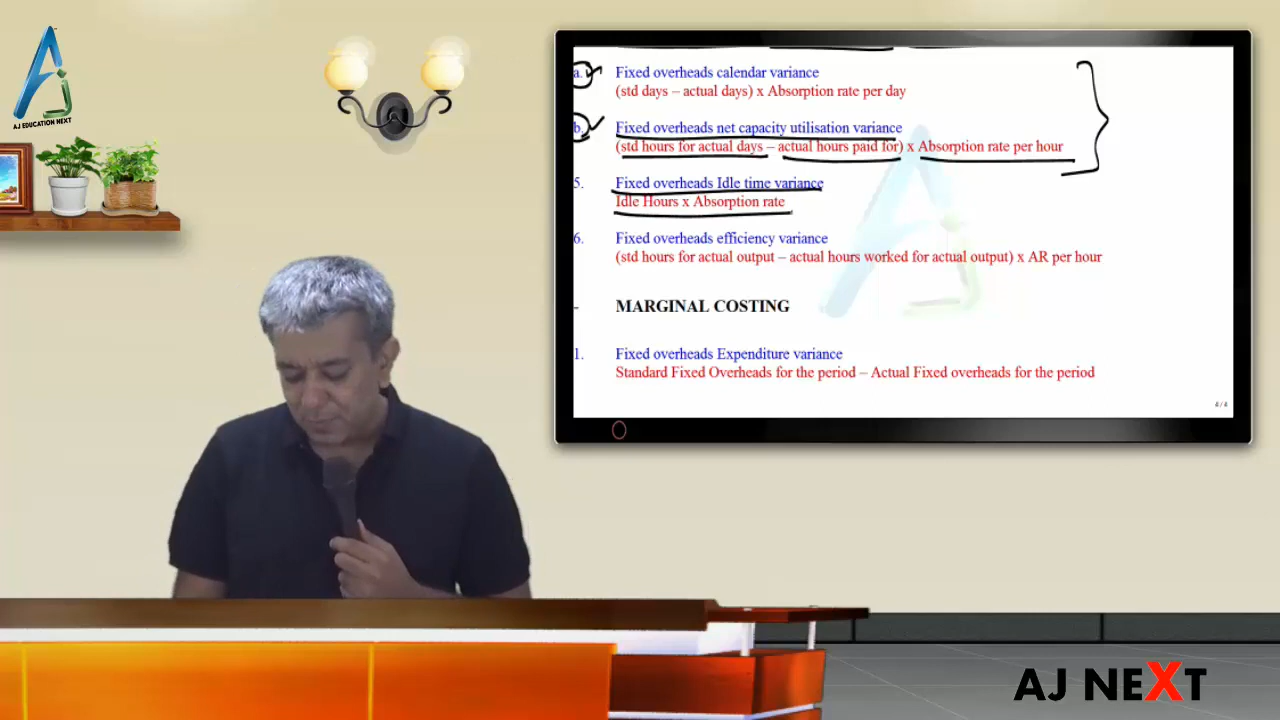 AJ EDUCATION NEXT
a. Fixed overheads calendar variance
(std days – actual days) x Absorption rate per day
b. Fixed overheads net capacity utilisation variance
(std hours for actual days – actual hours paid for) x Absorption rate per hour
5. Fixed overheads Idle time variance
Idle Hours x Absorption rate
6. Fixed overheads efficiency variance
(std hours for actual output – actual hours worked for actual output) x AR per hour
- MARGINAL COSTING
1. Fixed overheads Expenditure variance
Standard Fixed Overheads for the period – Actual Fixed overheads for the period
4 / 4
AJ NEXT